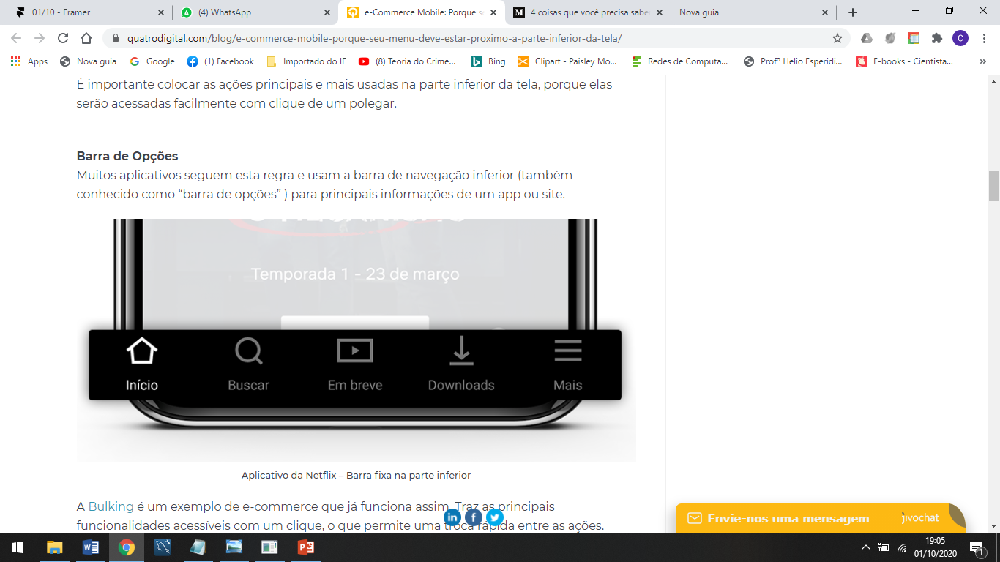 01/10 - Framer
(4) WhatsApp
e-Commerce Mobile: Porque se
4 coisas que você precisa sabe
Nova guia
quatrodigital.com/blog/e-commerce-mobile-porque-seu-menu-deve-estar-proximo-a-parte-inferior-da-tela/
C
Apps
Nova guia
Google
(1) Facebook
Importado do IE
(8) Teoria do Crime...
Bing
Clipart - Paisley Mo...
Redes de Computa...
Profº Helio Esperidi...
E-books - Cientista...
»
É importante colocar as ações principais e mais usadas na parte inferior da tela, porque elas
serão acessadas facilmente com clique de um polegar.
Barra de Opções
Muitos aplicativos seguem esta regra e usam a barra de navegação inferior (também
conhecido como “barra de opções” ) para principais informações de um app ou site.
Temporada 1 - 23 de março
Início
Buscar
Em breve
Downloads
Mais
Aplicativo da Netflix – Barra fixa na parte inferior
A Bulking é um exemplo de e-commerce que já funciona assim. Traz as principais
funcionalidades acessíveis com um clique, o que permite uma troca rápida entre as ações.
Envie-nos uma mensagem
jivochat
19:05
01/10/2020
1